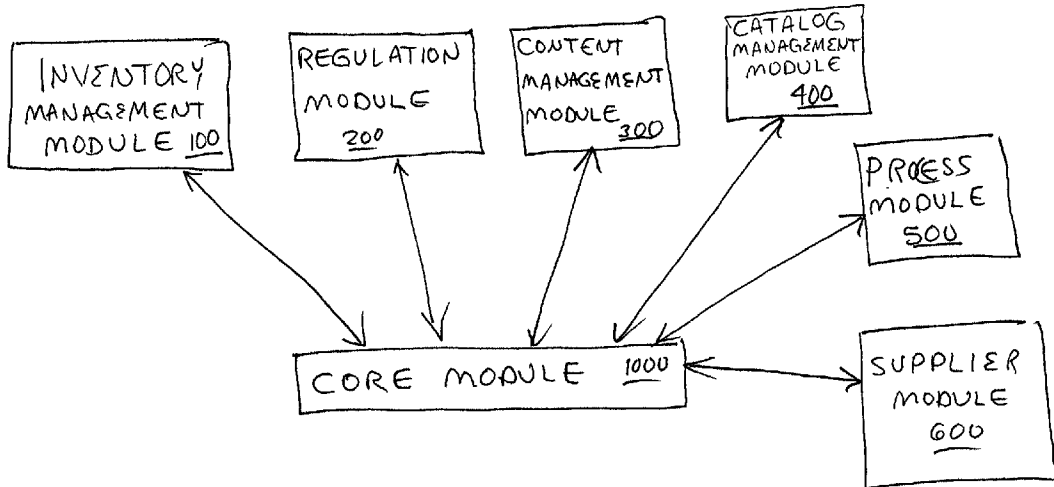 INVENTORY
MANAGEMENT
MODULE 100
REGULATION
MODULE
200
CONTENT
MANAGEMENT
MODULE
300
CATALOG
MANAGEMENT
MODULE
400
PROCESS
MODULE
500
SUPPLIER
MODULE
600
CORE MODULE 1000